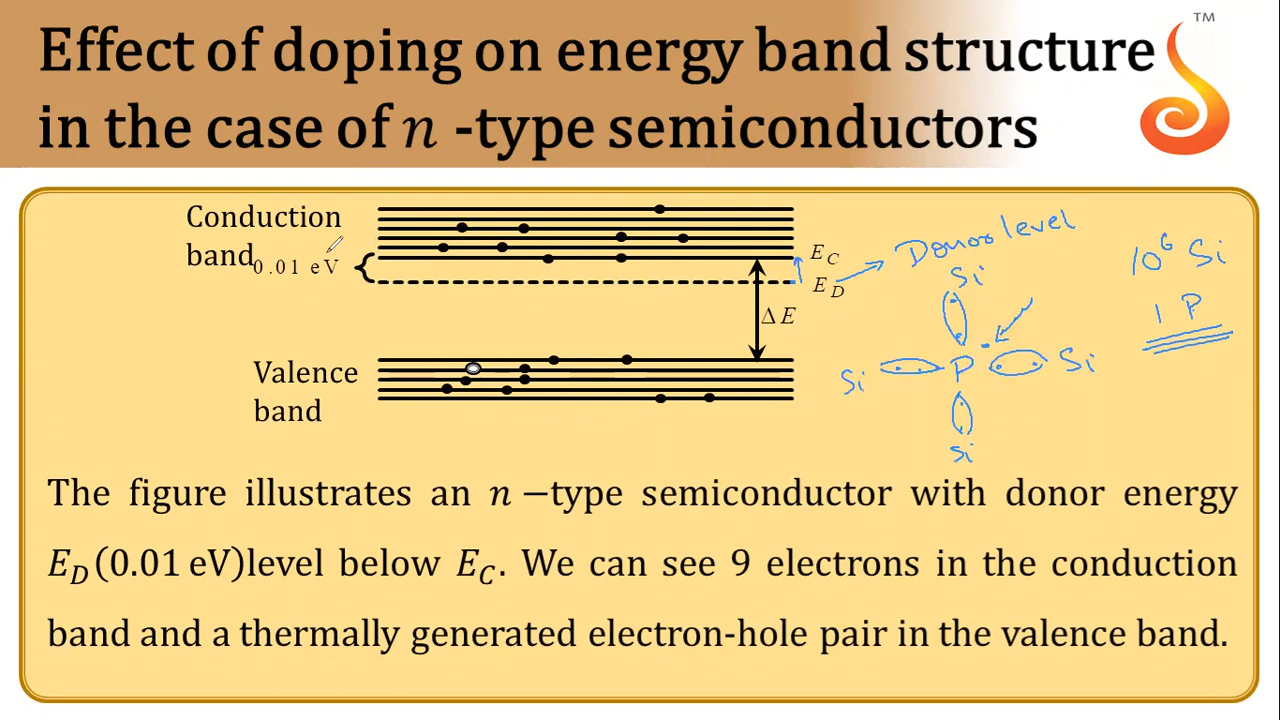 TM
Effect of doping on energy band structure
in the case of n -type semiconductors
Conduction
band
0.01 eV
E_C
E_D
Donor level
10^6 Si
1 P
ΔE
Valence
band
Si
Si P Si
Si
The figure illustrates an n −type semiconductor with donor energy
E_D(0.01 eV)level below E_C. We can see 9 electrons in the conduction
band and a thermally generated electron-hole pair in the valence band.